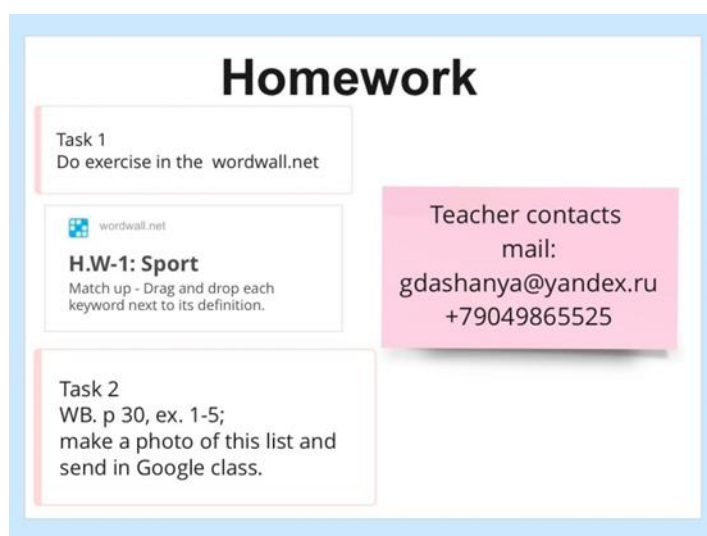 Homework
Task 1
Do exercise in the wordwall.net
wordwall.net
H.W-1: Sport
Match up - Drag and drop each
keyword next to its definition.
Task 2
WB. p 30, ex. 1-5;
make a photo of this list and
send in Google class.
Teacher contacts
mail:
gdashanya@yandex.ru
+79049865525